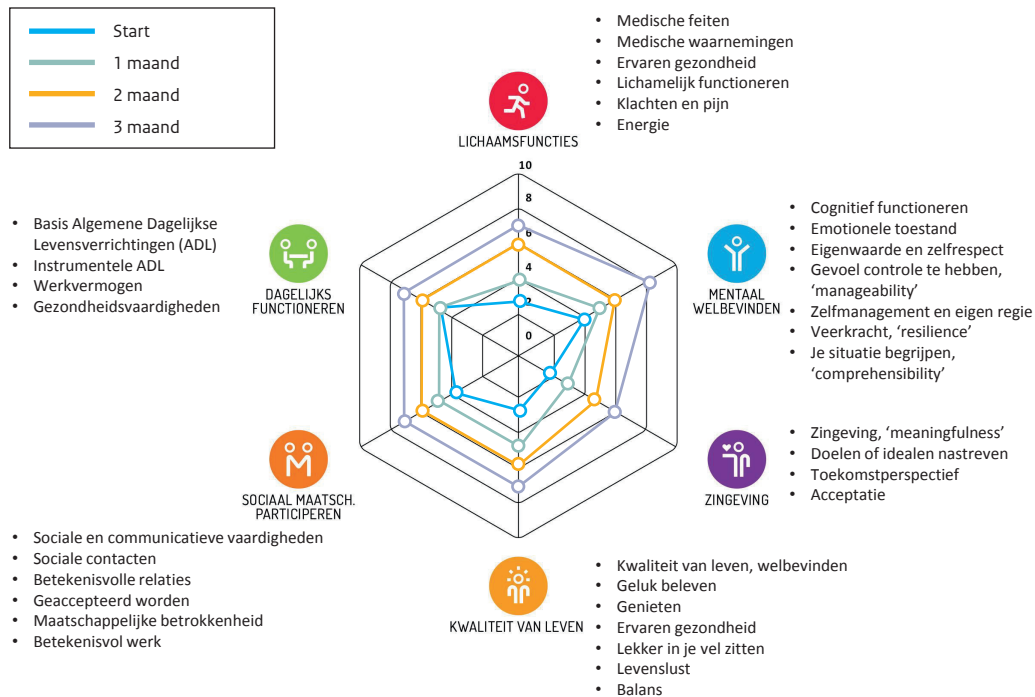 Start
1 maand
2 maand
3 maand
• Medische feiten
• Medische waarnemingen
• Ervaren gezondheid
• Lichamelijk functioneren
• Klachten en pijn
• Energie
LICHAAMSFUNCTIES
10
8
6
4
2
0
• Basis Algemene Dagelijkse
Levensverrichtingen (ADL)
• Instrumentele ADL
• Werkvermogen
• Gezondheidsvaardigheden
DAGELIJKS
FUNCTIONEREN
MENTAAL
WELBEVINDEN
• Cognitief functioneren
• Emotionele toestand
• Eigenwaarde en zelfrespect
• Gevoel controle te hebben,
‘manageability’
• Zelfmanagement en eigen regie
• Veerkracht, ‘resilience’
• Je situatie begrijpen,
‘comprehensibility’
SOCIAAL MAATSCH.
PARTICIPEREN
ZINGEVING
• Zingeving, ‘meaningfulness’
• Doelen of idealen nastreven
• Toekomstperspectief
• Acceptatie
• Sociale en communicatieve vaardigheden
• Sociale contacten
• Betekenisvolle relaties
• Geaccepteerd worden
• Maatschappelijke betrokkenheid
• Betekenisvol werk
KWALITEIT VAN LEVEN
• Kwaliteit van leven, welbevinden
• Geluk beleven
• Genieten
• Ervaren gezondheid
• Lekker in je vel zitten
• Levenslust
• Balans